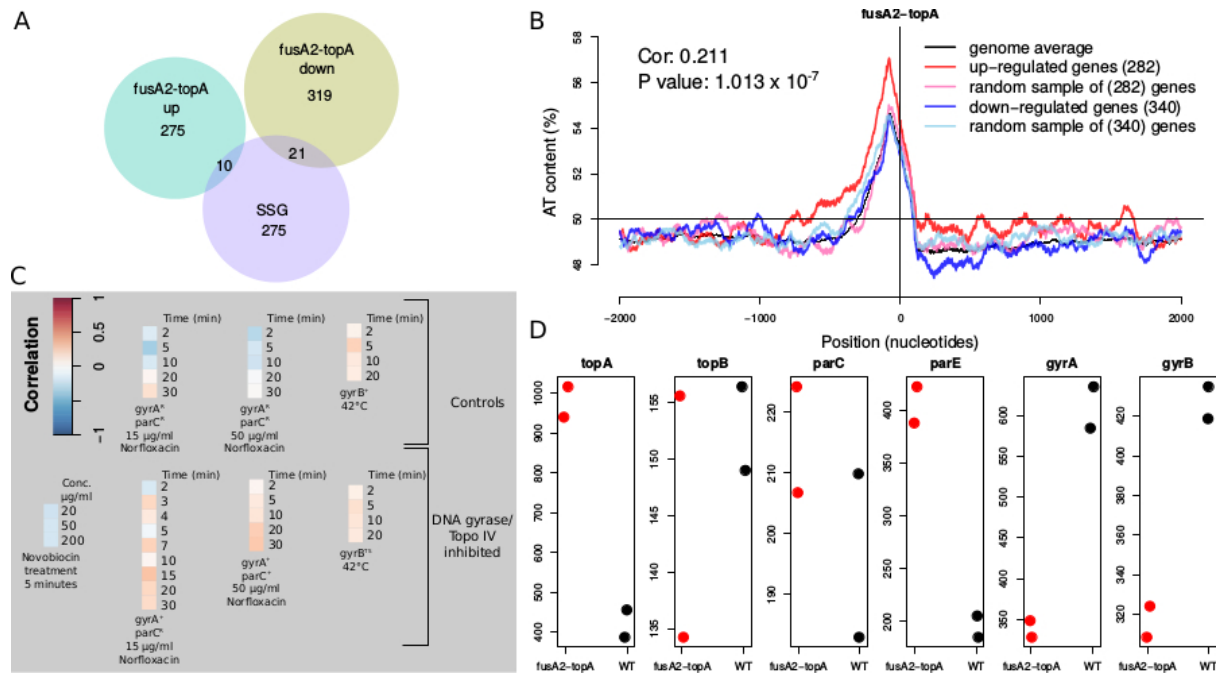 A
fusA2-topA
down
319
fusA2-topA
up
275
10
21
SSG
275
B
fusA2-topA
Cor: 0.211
P value: 1.013 x 10-7
genome average
up-regulated genes (282)
random sample of (282) genes
down-regulated genes (340)
random sample of (340) genes
AT content (%)
58
56
54
52
50
48
-2000
-1000
0
1000
2000
Position (nucleotides)
C
Correlation
1
0.5
0
-1
Time (min)
2
5
10
20
30
gyrAR
parCR
15 µg/ml
Norfloxacin
Time (min)
2
5
10
20
30
gyrAR
parCR
50 µg/ml
Norfloxacin
Time (min)
2
5
10
20
gyrB+
42°C
Controls
Conc.
µg/ml
20
50
200
Novobiocin
treatment
5 minutes
Time (min)
2
3
4
5
7
10
15
20
30
gyrA+
parCR
15 µg/ml
Norfloxacin
Time (min)
2
5
10
20
30
gyrA+
parC+
50 µg/ml
Norfloxacin
Time (min)
2
5
10
20
gyrBts
42°C
DNA gyrase/
Topo IV
inhibited
D
topA
1000
900
800
700
600
500
400
fusA2-topA WT
topB
155
150
145
134
fusA2-topA WT
parC
220
210
200
180
fusA2-topA WT
parE
400
350
300
250
200
fusA2-topA WT
gyrA
600
550
500
450
400
350
fusA2-topA WT
gyrB
420
400
380
360
340
320
fusA2-topA WT